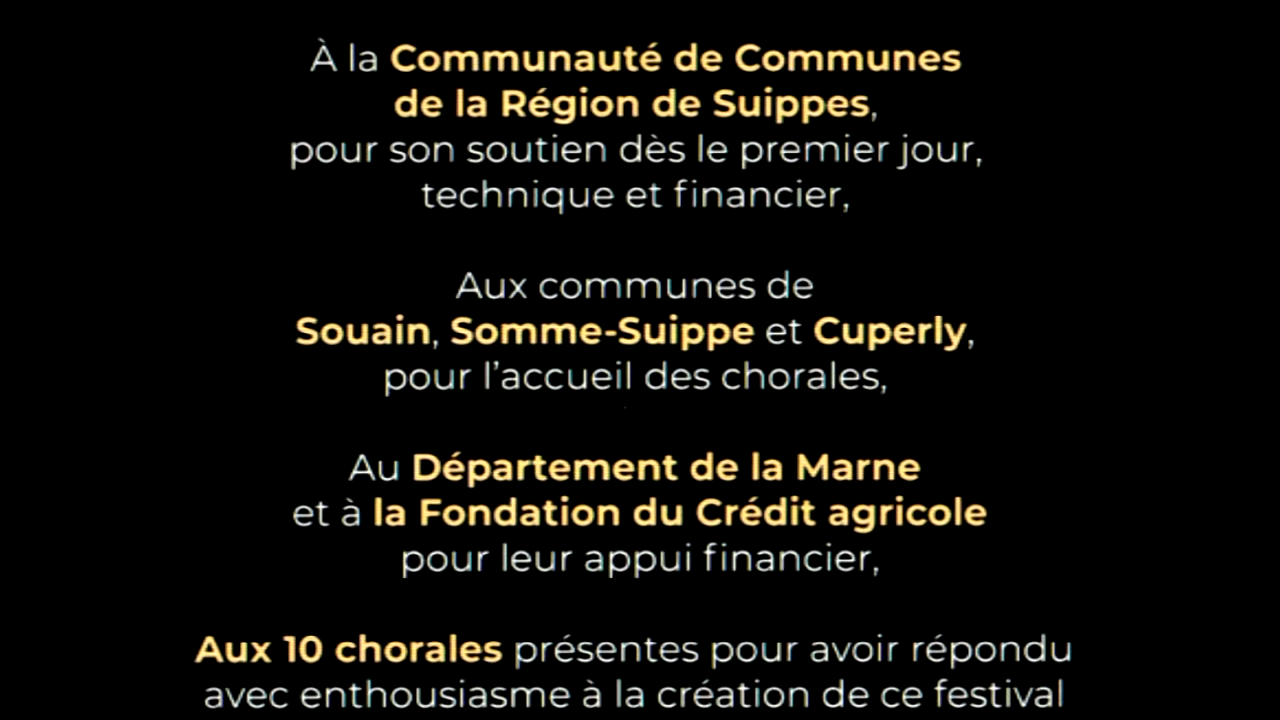 À la Communauté de Communes
de la Région de Suippes,
pour son soutien dès le premier jour,
technique et financier,
Aux communes de
Souain, Somme-Suippe et Cuperly,
pour l'accueil des chorales,
Au Département de la Marne
et à la Fondation du Crédit agricole
pour leur appui financier,
Aux 10 chorales présentes pour avoir répondu
avec enthousiasme à la création de ce festival